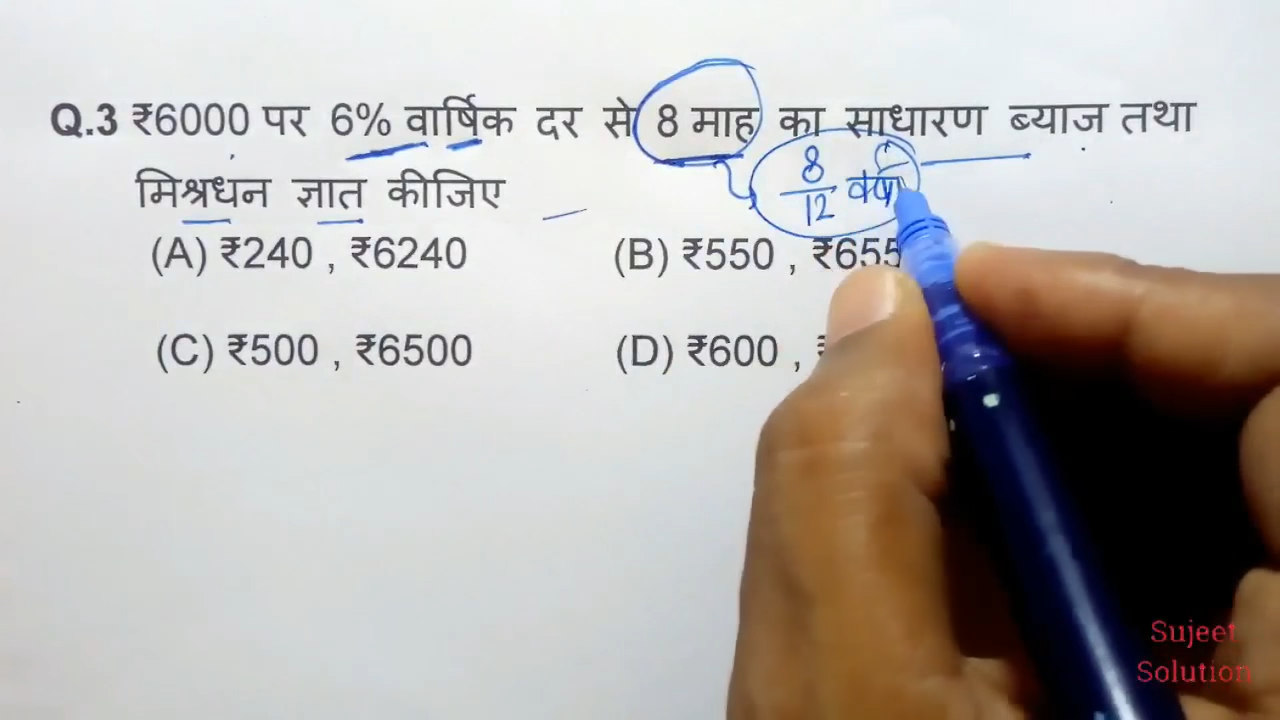 Q.3 ₹6000 पर 6% वार्षिक दर से 8 माह का साधारण ब्याज तथा
मिश्रधन ज्ञात कीजिए
8
12 वर्ष
(A) ₹240 , ₹6240
(B) ₹550 , ₹655
(C) ₹500 , ₹6500
(D) ₹600 ,
Sujeet
Solution